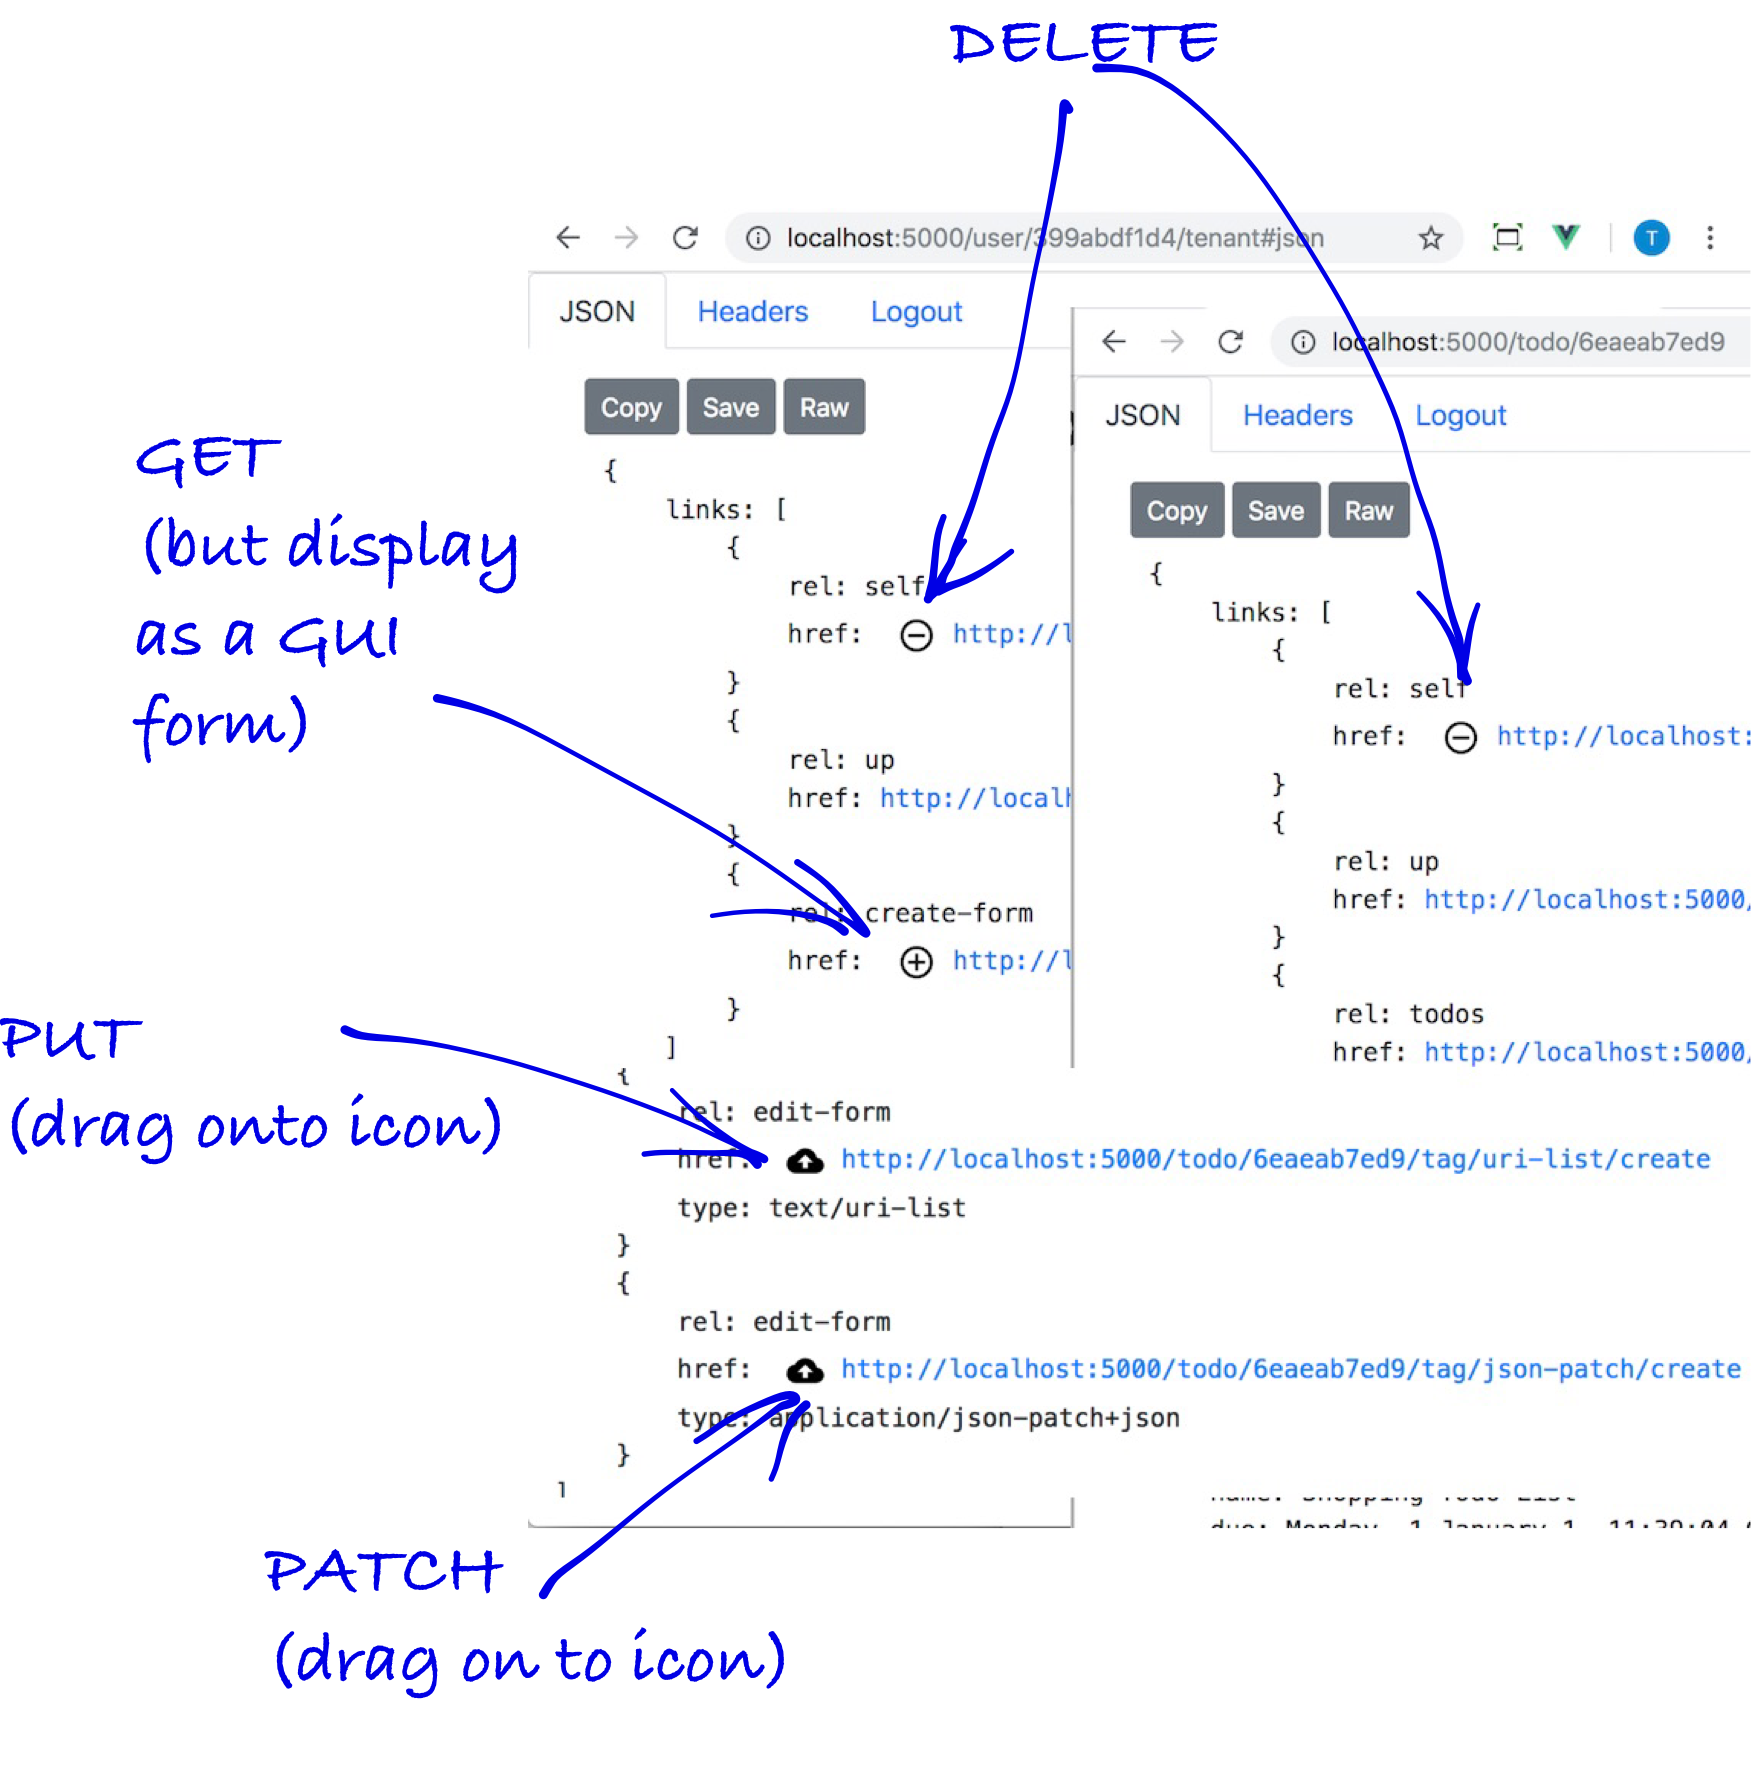 DELETE
localhost:5000/user/399abdf1d4/tenant#json
T
JSON Headers Logout
Copy Save Raw
{
links: [
{
rel: self
href: http://l
}
{
rel: up
href: http://local
}
{
rel: create-form
href: http://l
}
]
localhost:5000/todo/6eaeab7ed9
JSON Headers Logout
Copy Save Raw
{
links: [
{
rel: self
href: http://localhost:
}
{
rel: up
href: http://localhost:5000/
}
{
rel: todos
href: http://localhost:5000/
GET
(but display
as a GUI
form)
PUT
(drag onto icon)
{
rel: edit-form
href: http://localhost:5000/todo/6eaeab7ed9/tag/uri-list/create
type: text/uri-list
}
{
rel: edit-form
href: http://localhost:5000/todo/6eaeab7ed9/tag/json-patch/create
type: application/json-patch+json
}
]
PATCH
(drag on to icon)